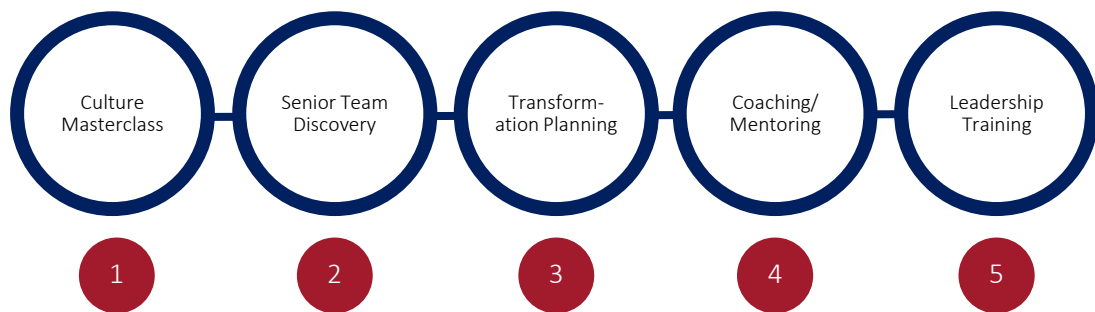 Culture
Masterclass
Senior Team
Discovery
Transform-
ation Planning
Coaching/
Mentoring
Leadership
Training
1
2
3
4
5